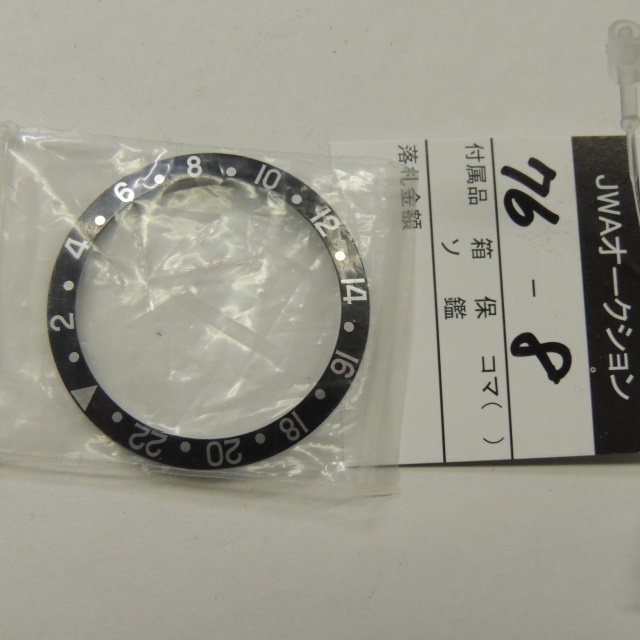 JWAオークション
76 - 8
付属品 箱 保 コマ( )
ソ 鑑
落札金額
2 4 6 8 10 12 14 16 18 20 22